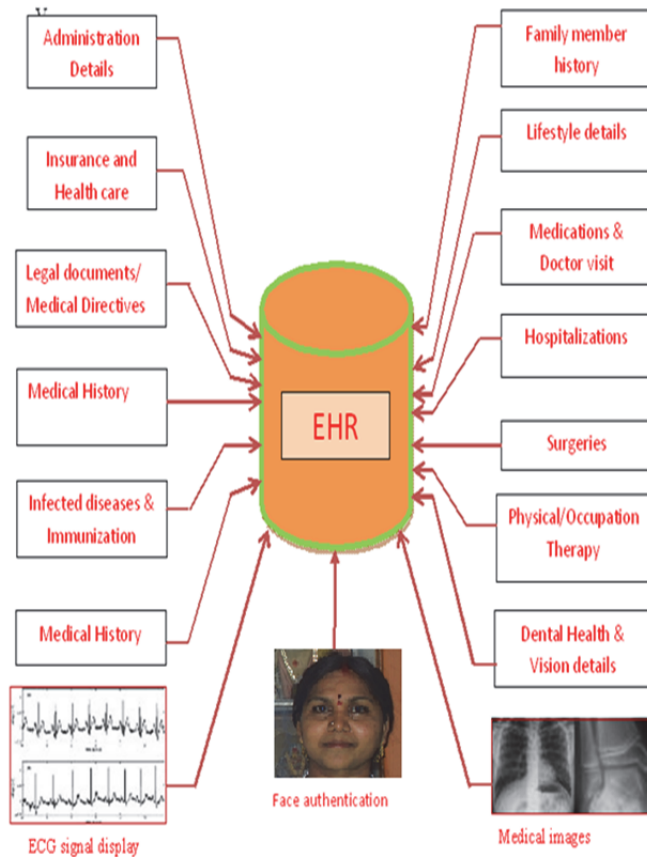 Administration
Details
Insurance and
Health care
Legal documents/
Medical Directives
Medical History
Infected diseases &
Immunization
Medical History
ECG signal display
EHR
Face authentication
Family member
history
Lifestyle details
Medications &
Doctor visit
Hospitalizations
Surgeries
Physical/Occupation
Therapy
Dental Health &
Vision details
Medical images